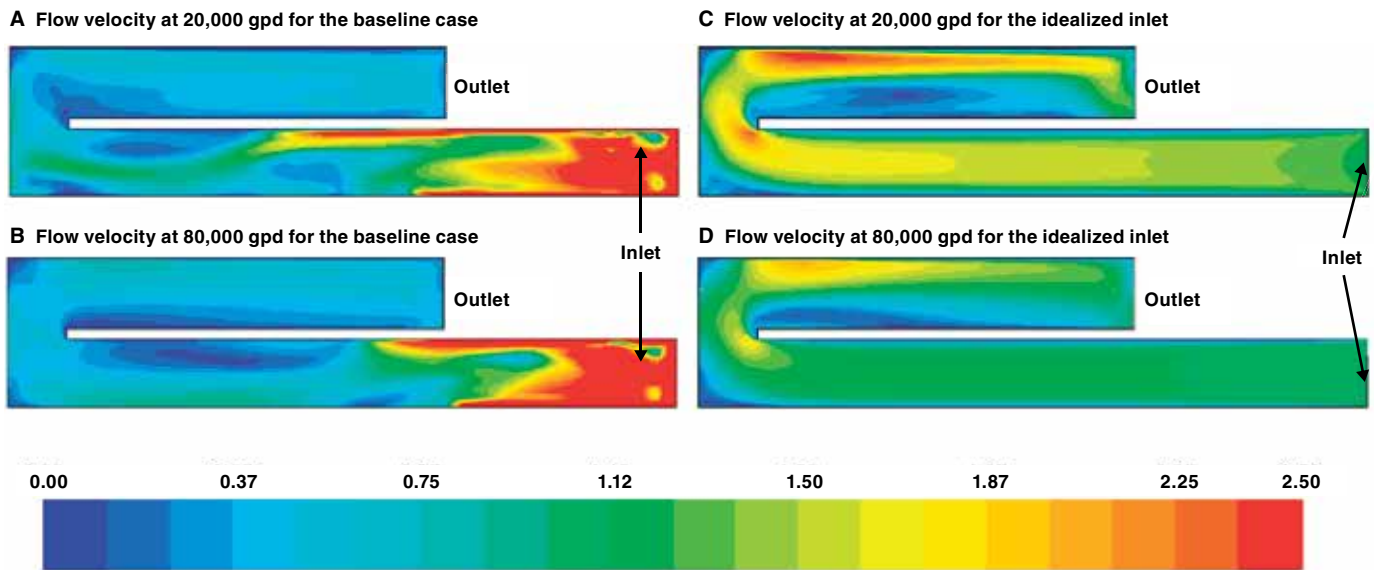 A Flow velocity at 20,000 gpd for the baseline case
Outlet
C Flow velocity at 20,000 gpd for the idealized inlet
Outlet
B Flow velocity at 80,000 gpd for the baseline case
Inlet
Outlet
D Flow velocity at 80,000 gpd for the idealized inlet
Inlet
Outlet
0.00 0.37 0.75 1.12 1.50 1.87 2.25 2.50